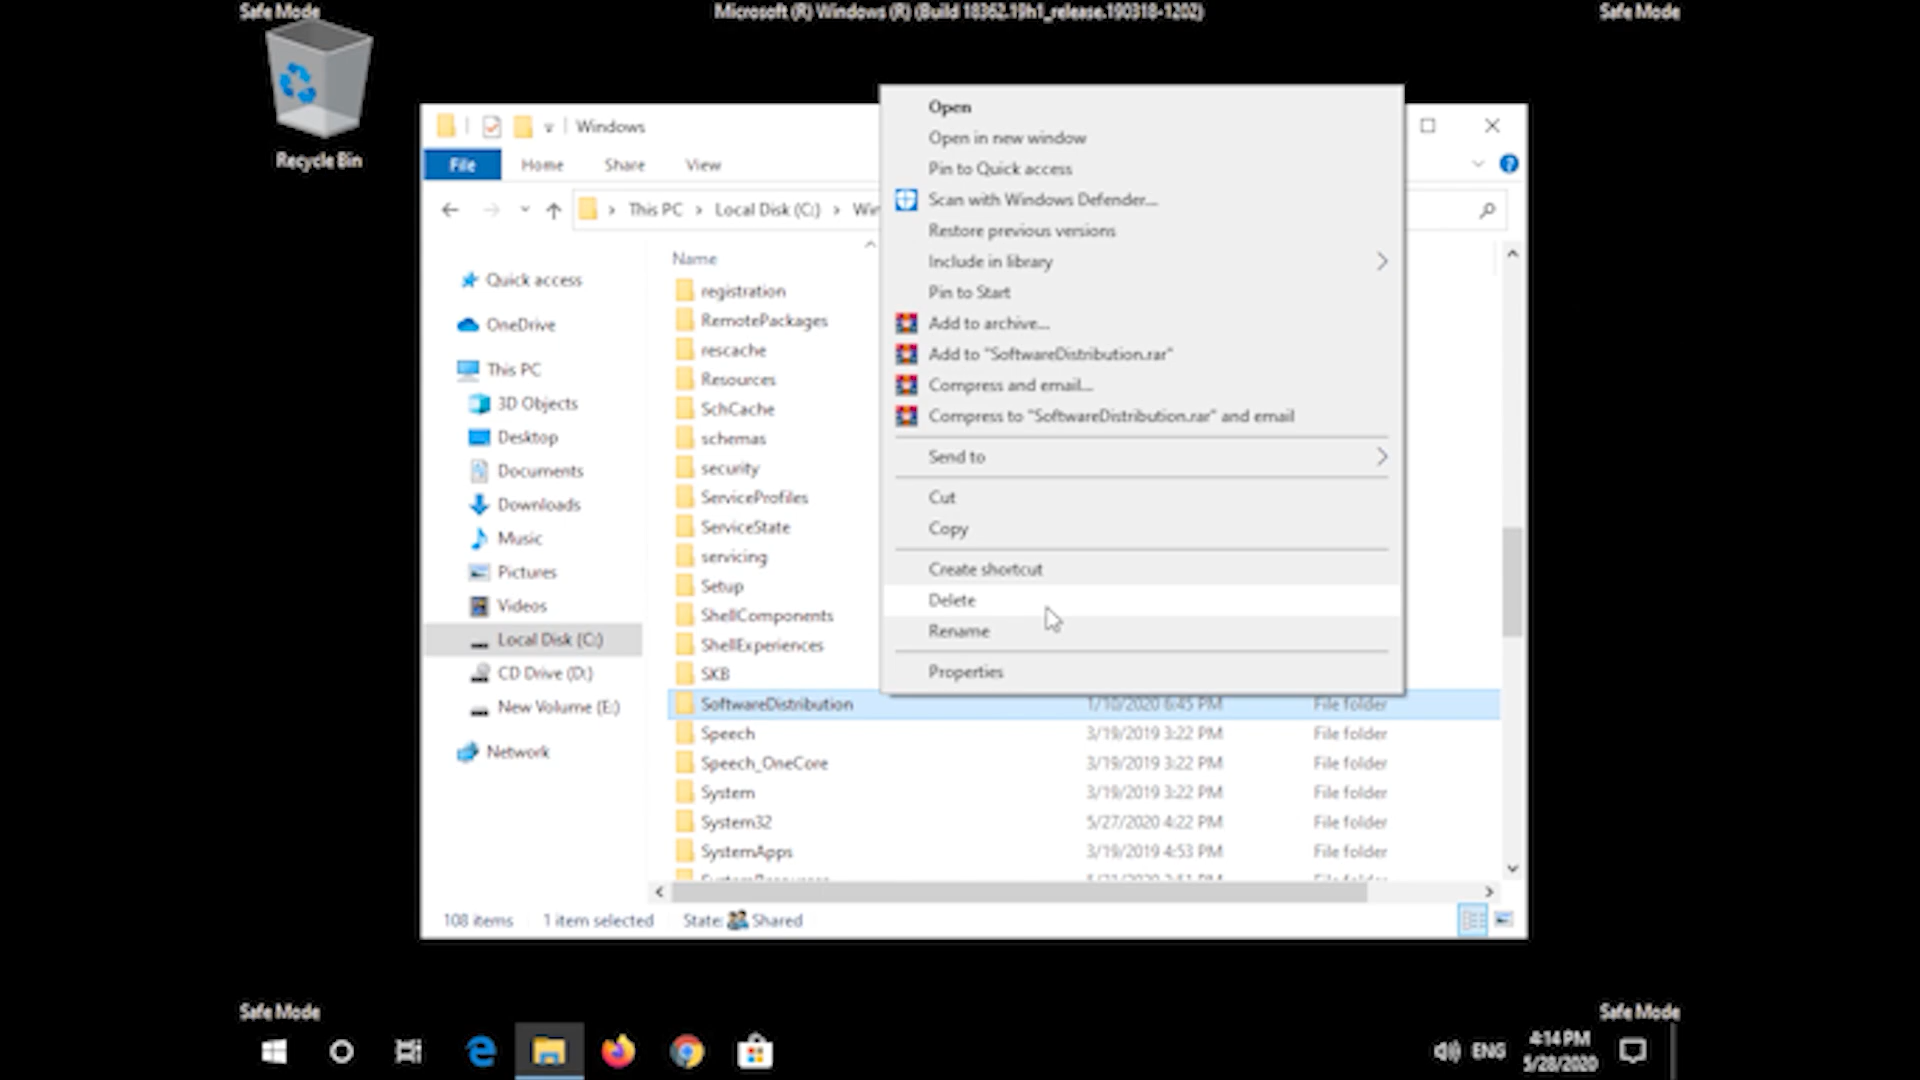 Safe Mode
Microsoft (R) Windows (R) (Build 18362.19h1_release.190318-1202)
Safe Mode
Recycle Bin
Windows
File
Home
Share
View
This PC
Local Disk (C:)
Quick access
OneDrive
This PC
3D Objects
Desktop
Documents
Downloads
Music
Pictures
Videos
Local Disk (C:)
CD Drive (D:)
New Volume (E:)
Network
Name
registration
RemotePackages
rescache
Resources
SchCache
schemas
security
ServiceProfiles
ServiceState
servicing
Setup
ShellComponents
ShellExperiences
SKB
SoftwareDistribution 1/10/2020 6:45 PM File folder
Speech 3/19/2019 3:22 PM File folder
Speech_OneCore 3/19/2019 3:22 PM File folder
System 3/19/2019 3:22 PM File folder
System32 5/27/2020 4:22 PM File folder
SystemApps 3/19/2019 4:53 PM File folder
Open
Open in new window
Pin to Quick access
Scan with Windows Defender...
Restore previous versions
Include in library
Pin to Start
Add to archive...
Add to "SoftwareDistribution.rar"
Compress and email...
Compress to "SoftwareDistribution.rar" and email
Send to
Cut
Copy
Create shortcut
Delete
Rename
Properties
108 items
1 item selected
State: Shared
Safe Mode
Safe Mode
ENG
4:14 PM
5/28/2020